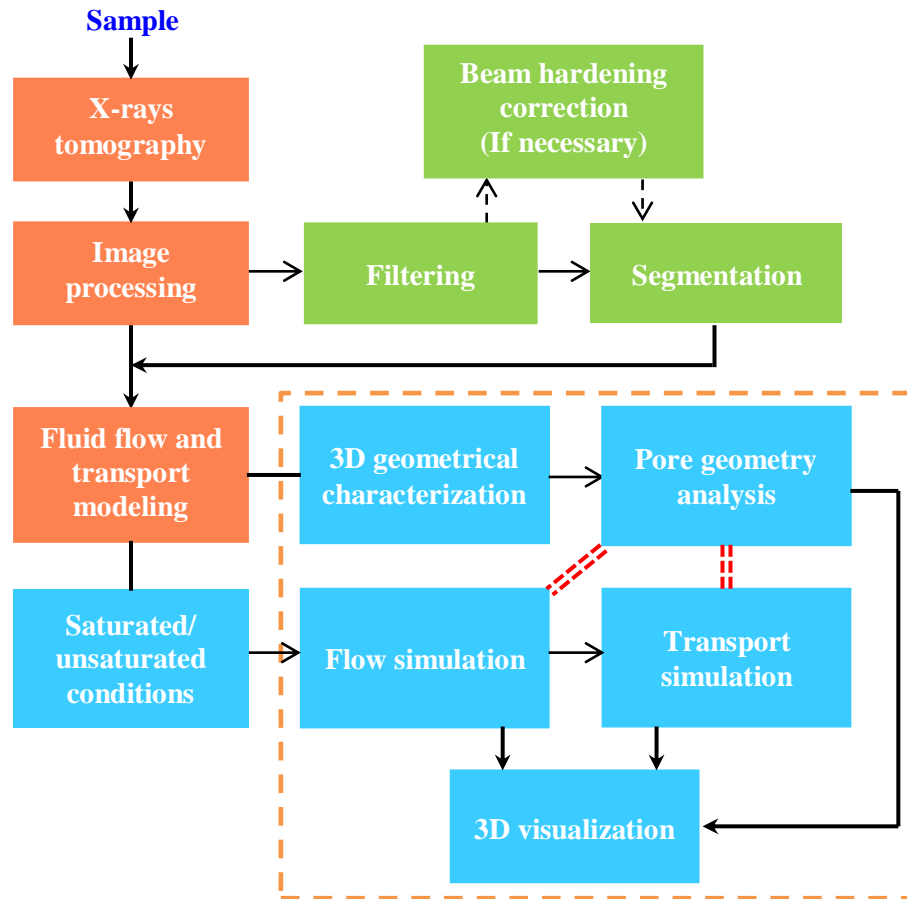 Sample
X-rays
tomography
Beam hardening
correction
(If necessary)
Image
processing
Filtering
Segmentation
Fluid flow and
transport
modeling
3D geometrical
characterization
Pore geometry
analysis
Saturated/
unsaturated
conditions
Flow simulation
Transport
simulation
3D visualization